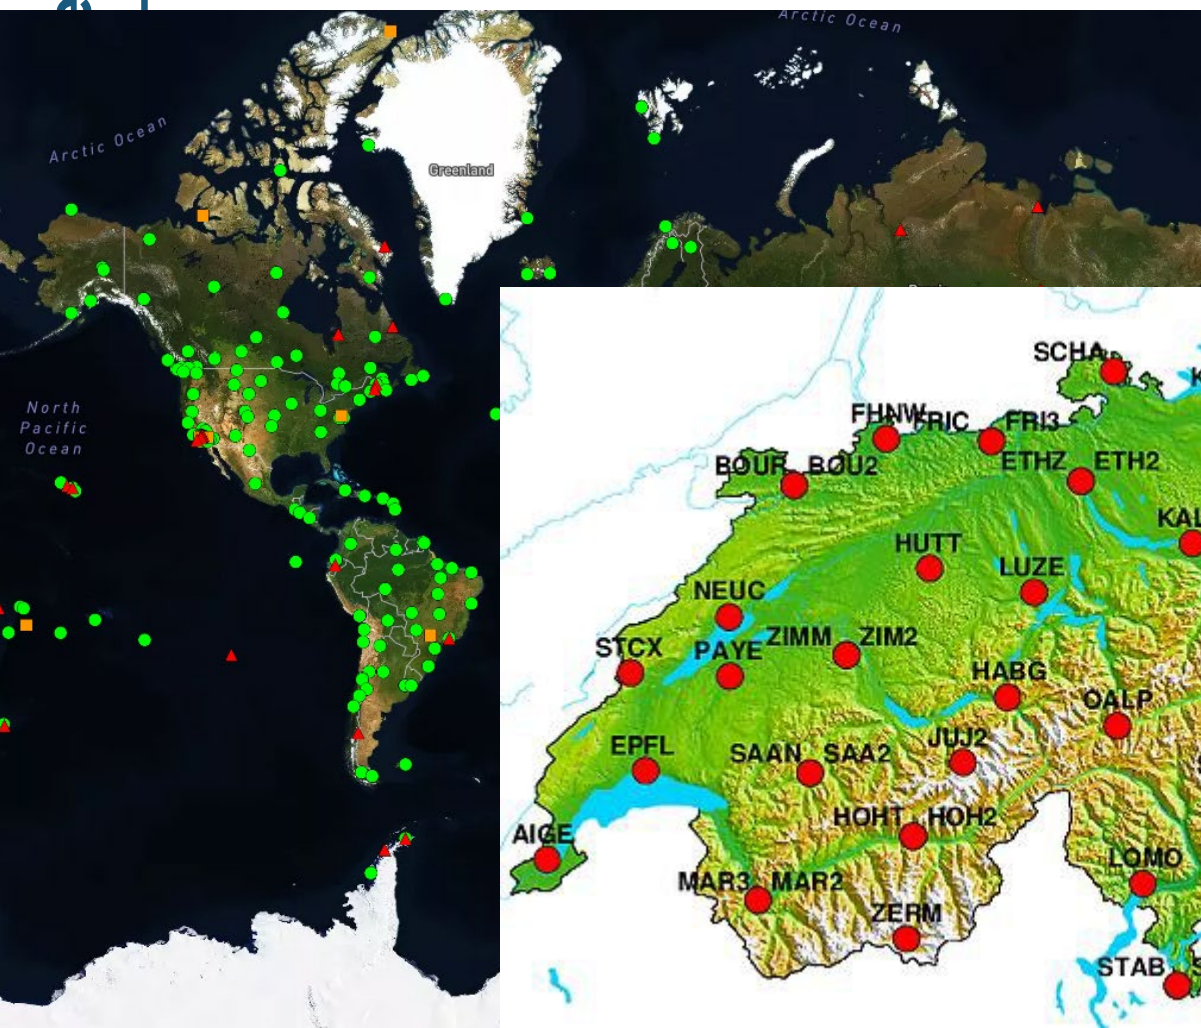 Arctic Ocean
Arctic Ocean
Greenland
North
Pacific
Ocean
SCHA
FHNW FRIC FRI3
BOUR BOU2 ETHZ ETH2
HUTT LUZE
NEUC
STCX PAYE ZIMM ZIM2
HABG
OALP
EPFL SAAN SAA2 JUJ2
AIGE HOHT HOH2
LOMO
MAR3 MAR2
ZERM
STAB